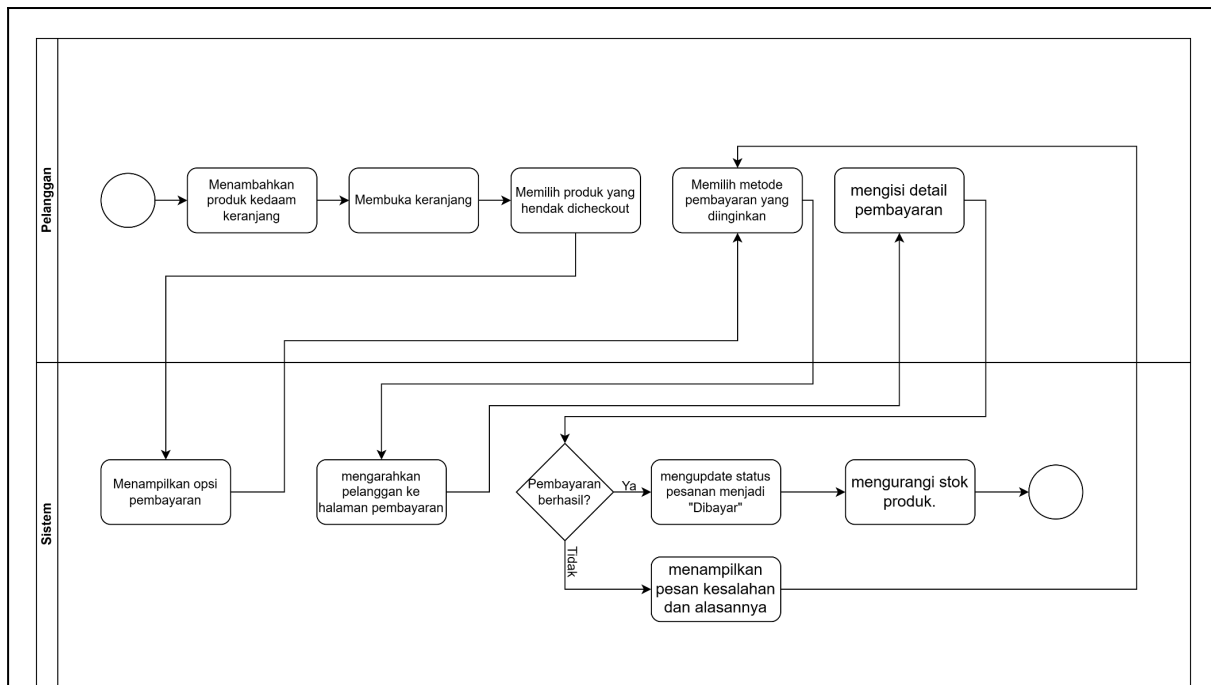 Pelanggan
Menambahkan
produk kedaam
keranjang
Membuka keranjang
Memilih produk yang
hendak dicheckout
Memilih metode
pembayaran yang
diinginkan
mengisi detail
pembayaran
Sistem
Menampilkan opsi
pembayaran
mengarahkan
pelanggan ke
halaman pembayaran
Pembayaran
berhasil?
Ya
mengupdate status
pesanan menjadi
"Dibayar"
mengurangi stok
produk.
Tidak
menampilkan
pesan kesalahan
dan alasannya